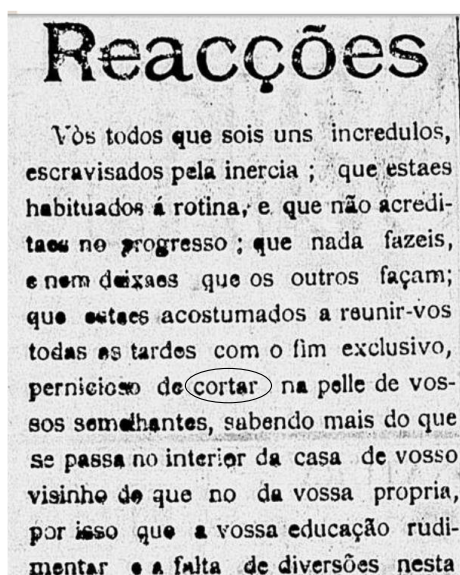 Reacções
Vós todos que sois uns incredulos,
escravisados pela inercia ; que estaes
habituados á rotina, e que não acredi-
taes no progresso ; que nada fazeis,
e nem deixaes que os outros façam;
que estaes acostumados a reunir-vos
todas as tardes com o fim exclusivo,
pernicioso de cortar na pelle de vos-
sos semelhantes, sabendo mais do que
se passa no interior da casa de vosso
visinho do que no da vossa propria,
por isso que a vossa educação rudi-
mentar e a falta de diversões nesta